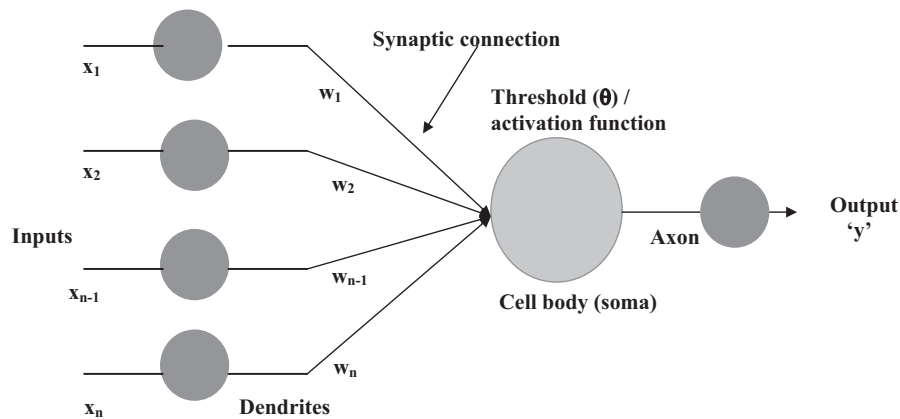 Synaptic connection
x1
w1
Threshold (θ) /
activation function
x2
w2
Inputs
Output
'y'
Axon
xn-1
wn-1
Cell body (soma)
wn
xn
Dendrites